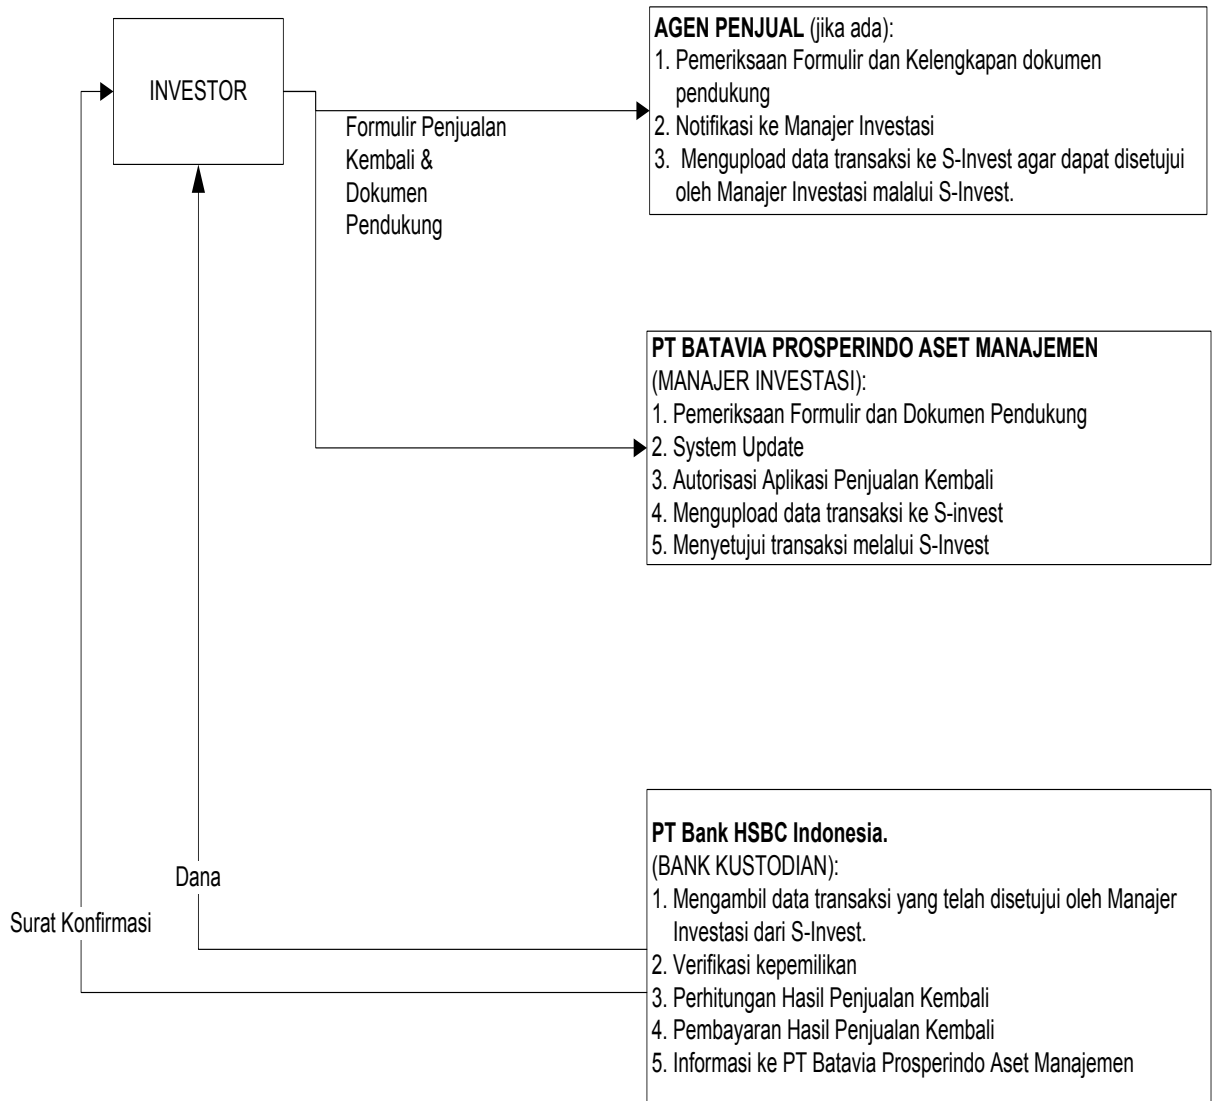 INVESTOR
Formulir Penjualan
Kembali &
Dokumen
Pendukung
AGEN PENJUAL (jika ada):
1. Pemeriksaan Formulir dan Kelengkapan dokumen
pendukung
2. Notifikasi ke Manajer Investasi
3. Mengupload data transaksi ke S-Invest agar dapat disetujui
oleh Manajer Investasi malalui S-Invest.
PT BATAVIA PROSPERINDO ASET MANAJEMEN
(MANAJER INVESTASI):
1. Pemeriksaan Formulir dan Dokumen Pendukung
2. System Update
3. Autorisasi Aplikasi Penjualan Kembali
4. Mengupload data transaksi ke S-invest
5. Menyetujui transaksi melalui S-Invest
Dana
Surat Konfirmasi
PT Bank HSBC Indonesia.
(BANK KUSTODIAN):
1. Mengambil data transaksi yang telah disetujui oleh Manajer
Investasi dari S-Invest.
2. Verifikasi kepemilikan
3. Perhitungan Hasil Penjualan Kembali
4. Pembayaran Hasil Penjualan Kembali
5. Informasi ke PT Batavia Prosperindo Aset Manajemen